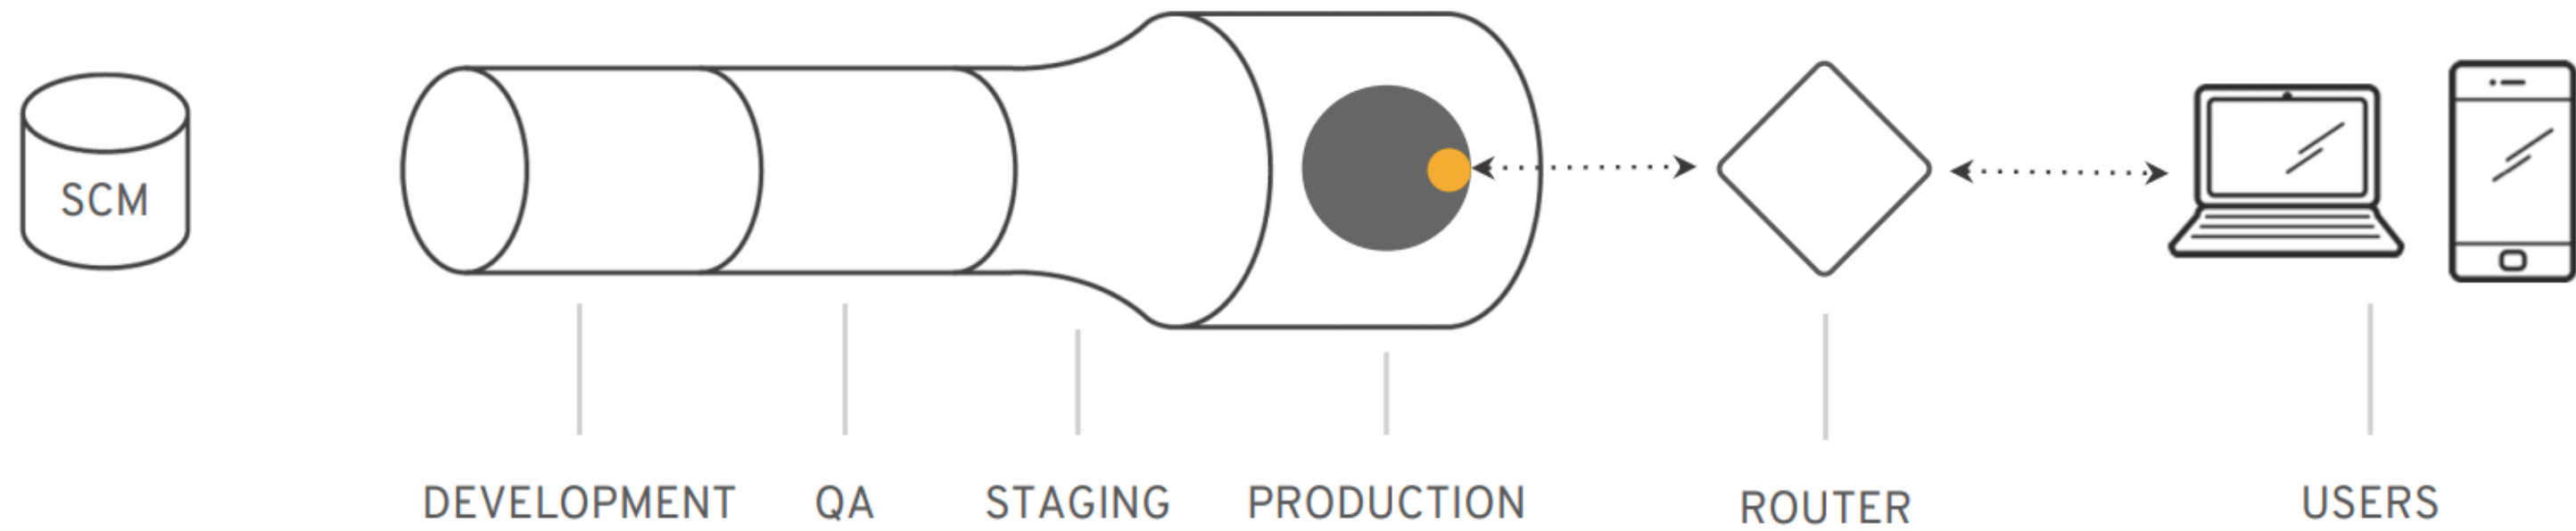 SCM
DEVELOPMENT
QA
STAGING
PRODUCTION
ROUTER
USERS